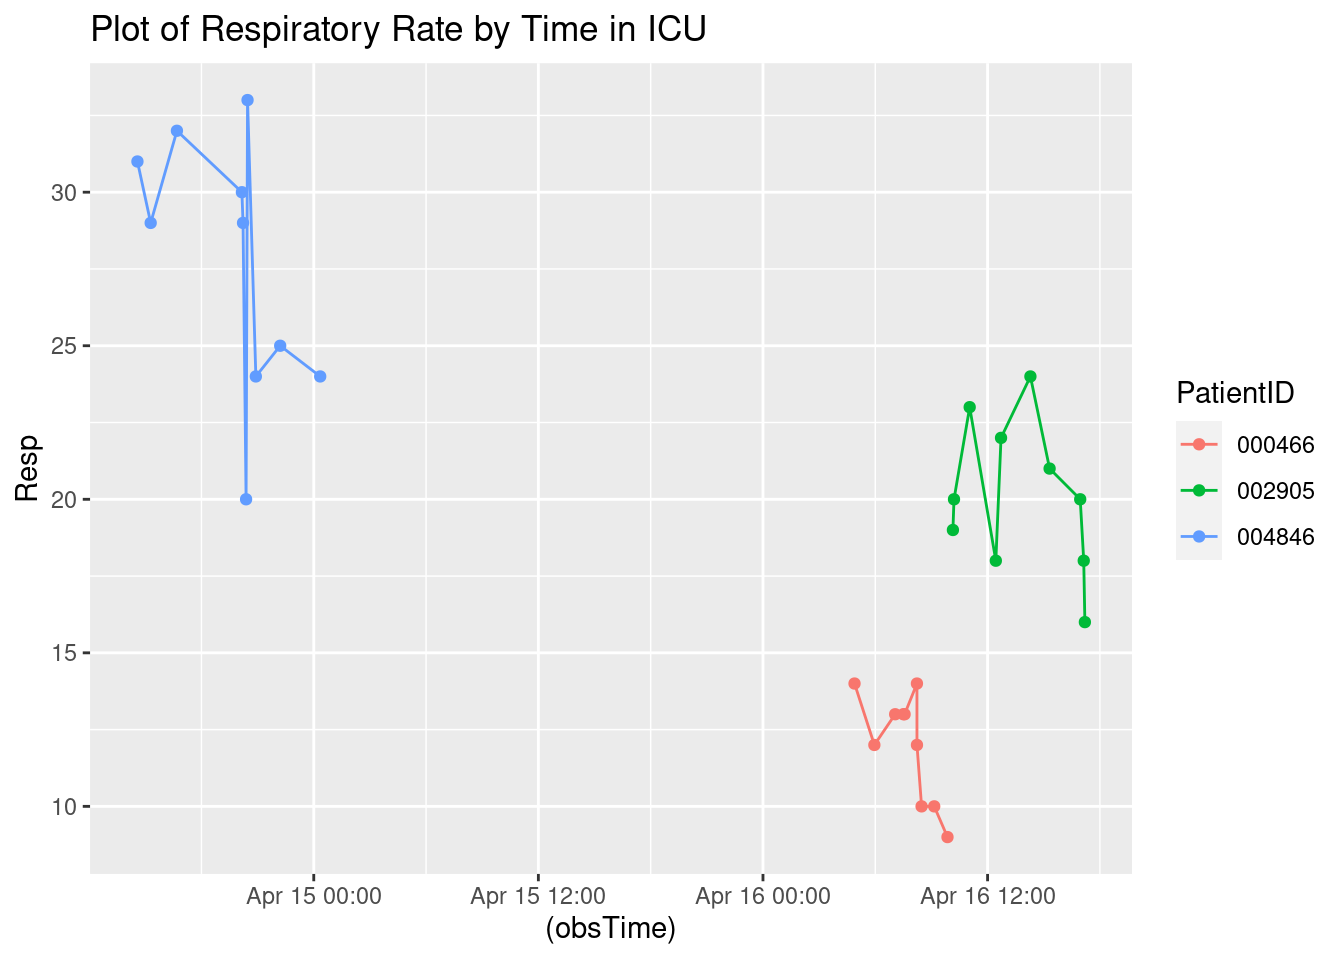 Plot of Respiratory Rate by Time in ICU
Resp
30
25
20
15
10
Apr 15 00:00
Apr 15 12:00
Apr 16 00:00
Apr 16 12:00
(obsTime)
PatientID
000466
002905
004846